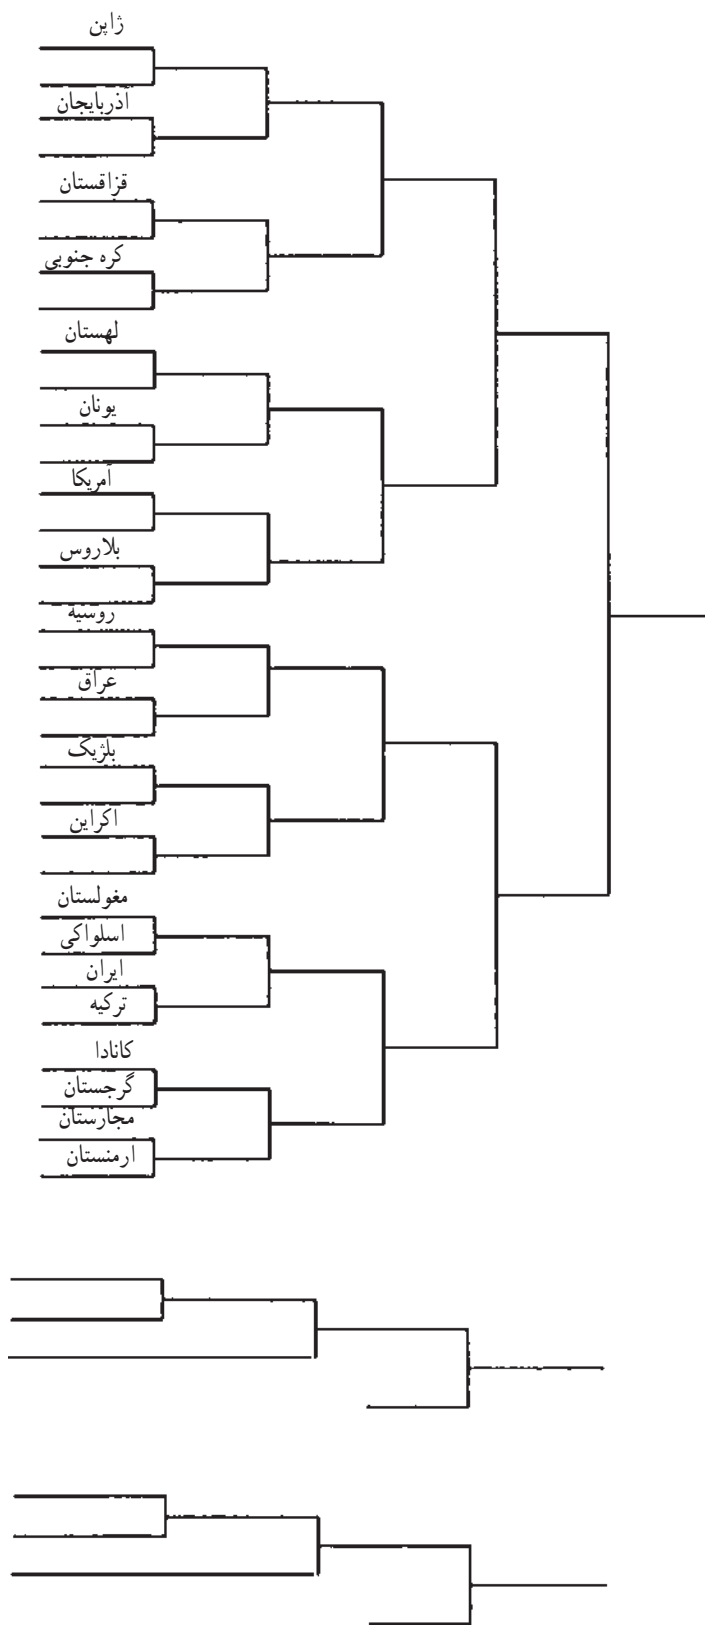 ژاپن
آذربایجان
قزاقستان
کره جنوبی
لهستان
یونان
آمریکا
بلاروس
روسیه
عراق
بلژیک
اکراین
مغولستان
اسلواکی
ایران
ترکیه
کانادا
گرجستان
مجارستان
ارمنستان